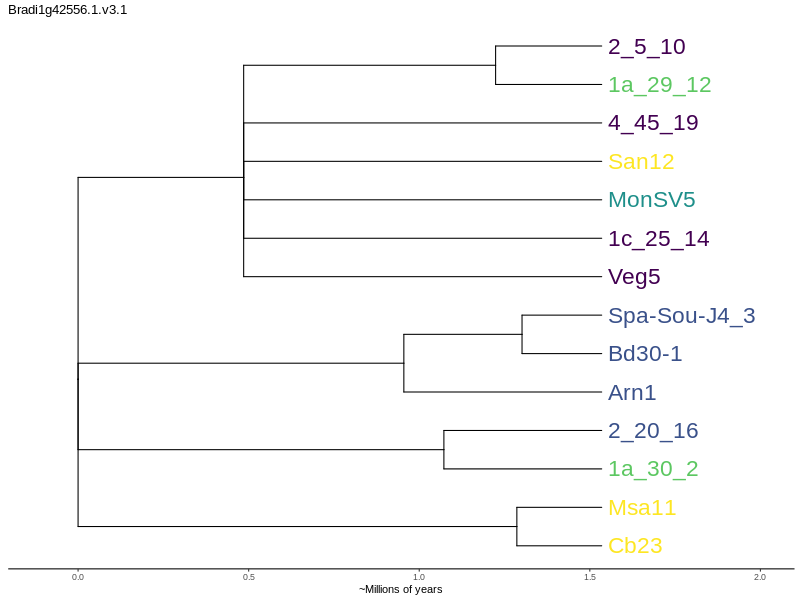 Bradi1g42556.1.v3.1
2_5_10
1a_29_12
4_45_19
San12
MonSV5
1c_25_14
Veg5
Spa-Sou-J4_3
Bd30-1
Arn1
2_20_16
1a_30_2
Msa11
Cb23
0.0 0.5 1.0 1.5 2.0
~Millions of years